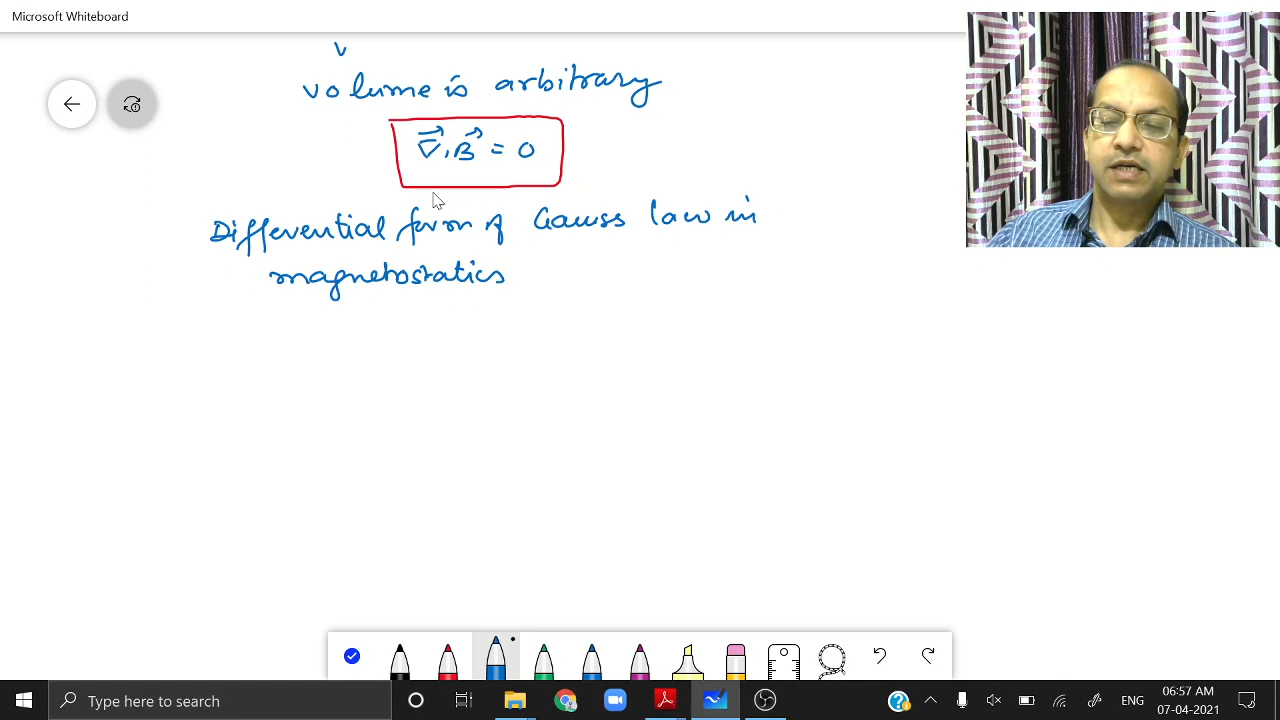 Microsoft Whiteboard
v
volume is arbitrary
∇⃗.B⃗ = 0
Differential form of Gauss law in
magnetostatics
Type here to search
ENG
06:57 AM
07-04-2021